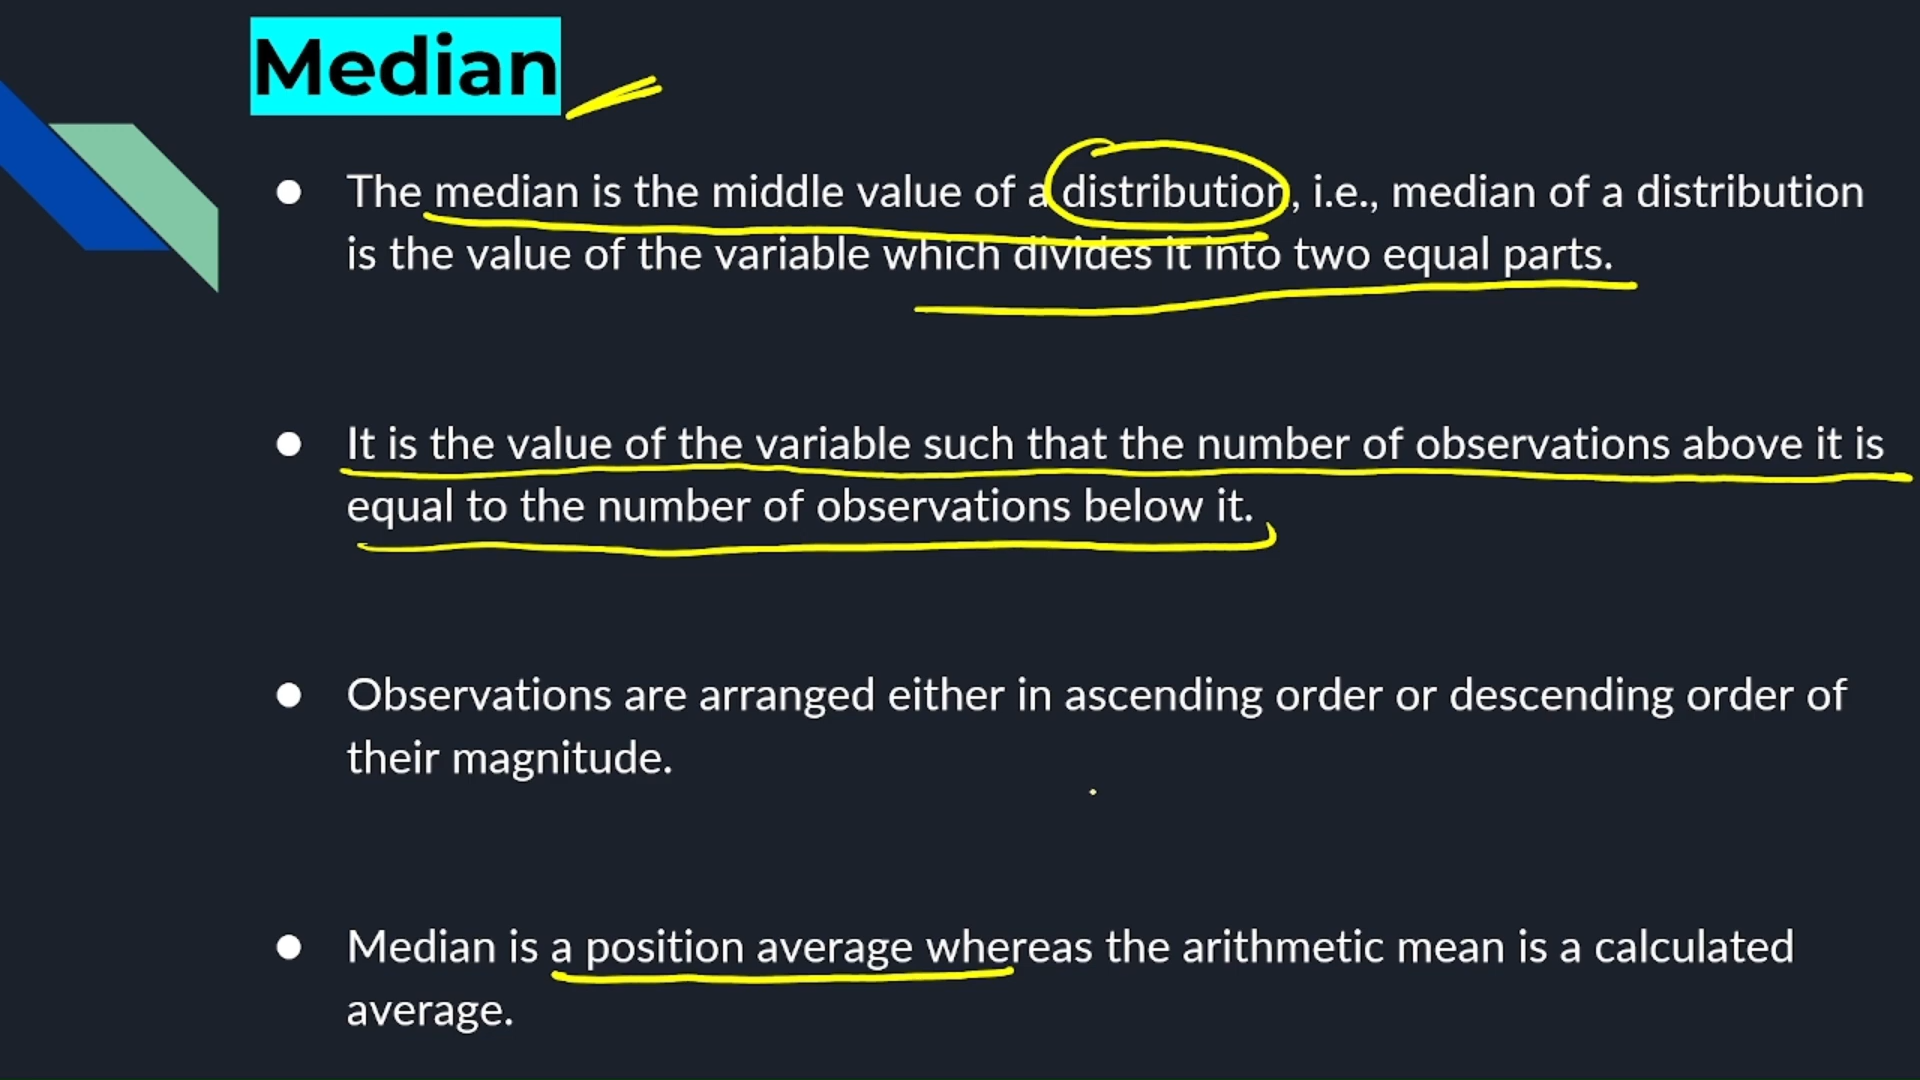 Median
● The median is the middle value of a distribution, i.e., median of a distribution
is the value of the variable which divides it into two equal parts.
● It is the value of the variable such that the number of observations above it is
equal to the number of observations below it.
● Observations are arranged either in ascending order or descending order of
their magnitude.
● Median is a position average whereas the arithmetic mean is a calculated
average.